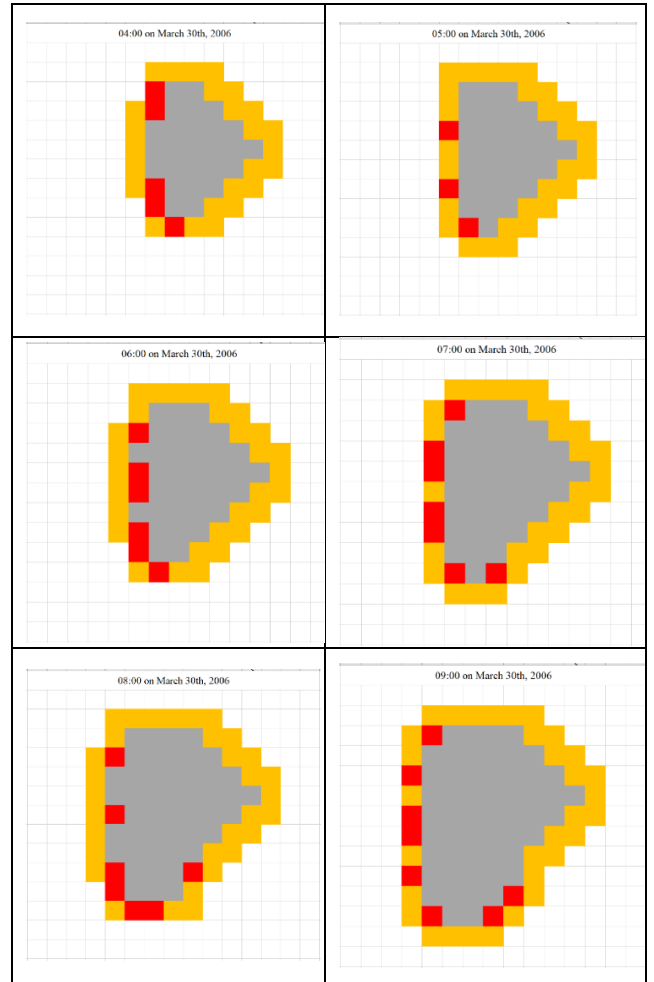 04:00 on March 30th, 2006
05:00 on March 30th, 2006
06:00 on March 30th, 2006
07:00 on March 30th, 2006
08:00 on March 30th, 2006
09:00 on March 30th, 2006